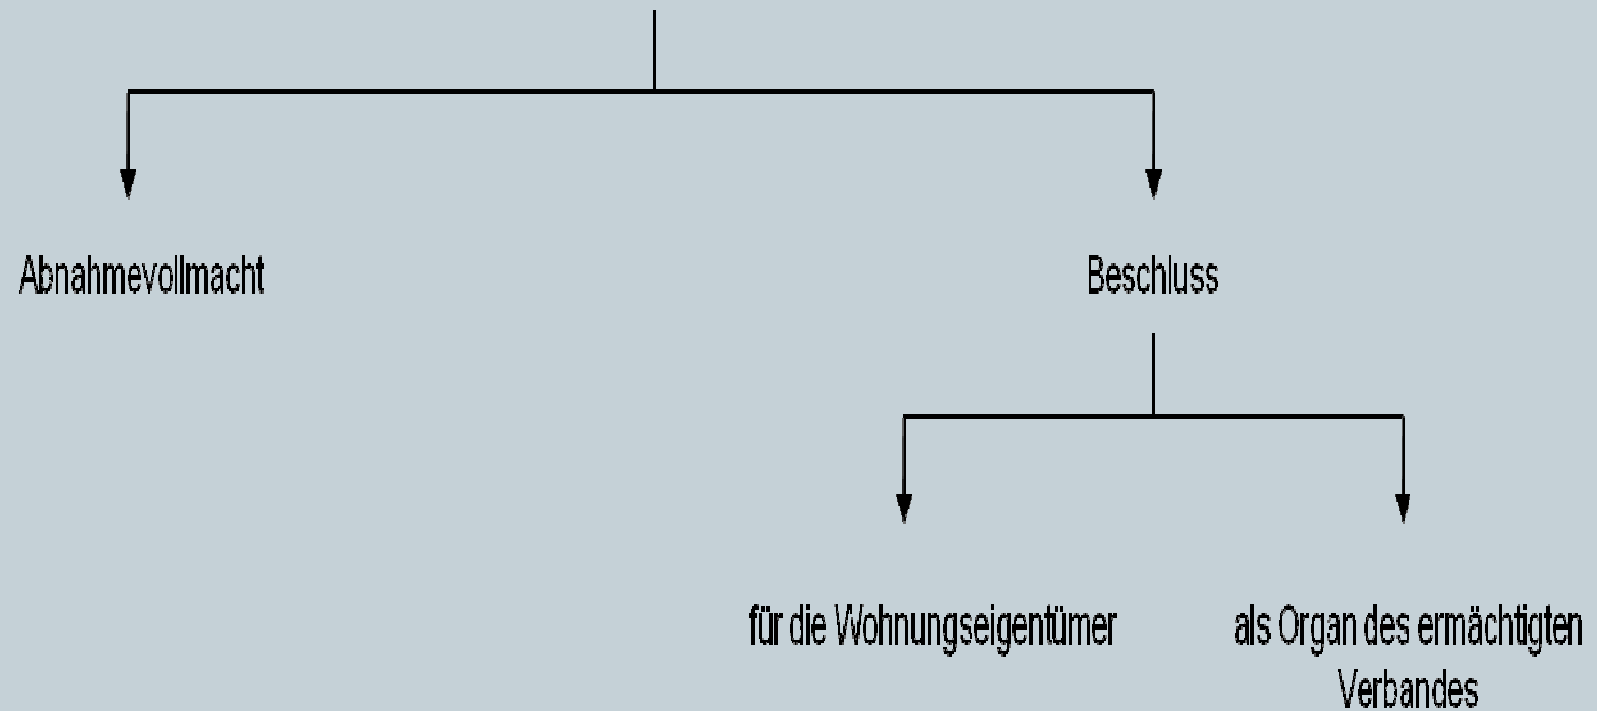 Abnahmevollmacht
Beschluss
für die Wohnungseigentümer
als Organ des ermächtigten
Verbandes